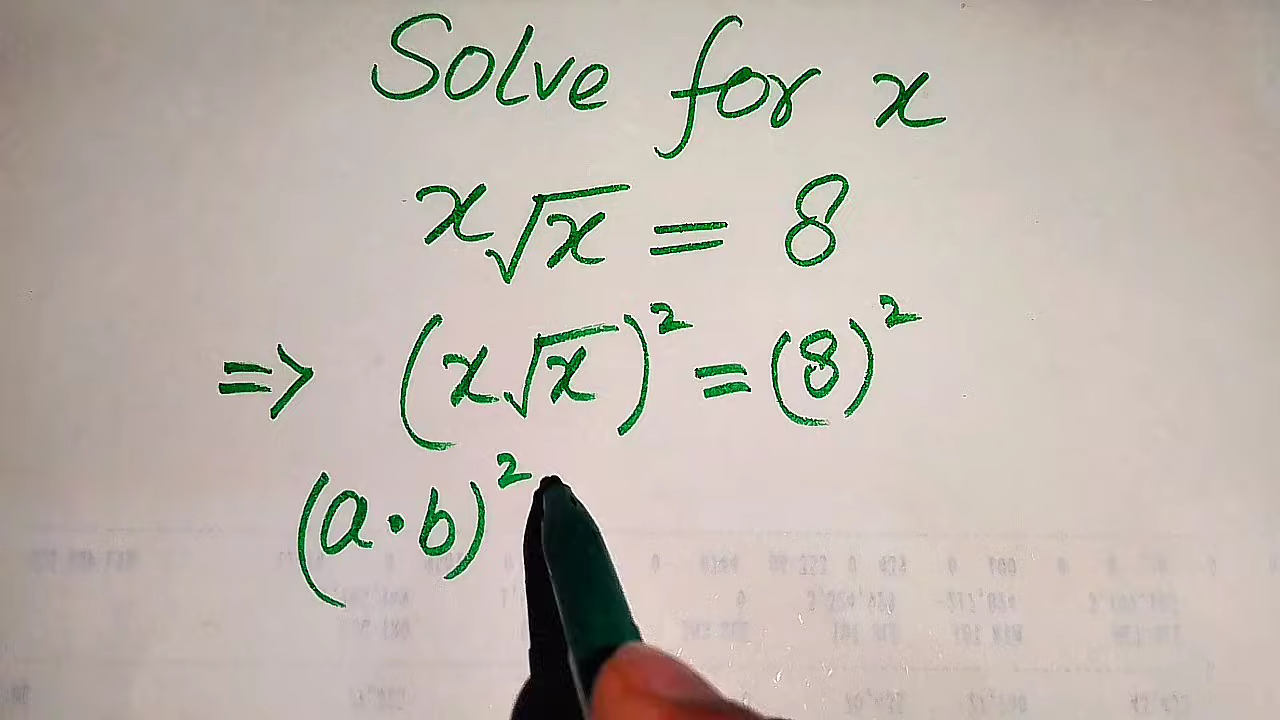 Solve for x
x√x = 8
=> (x√x)² = (8)²
(a·b)²